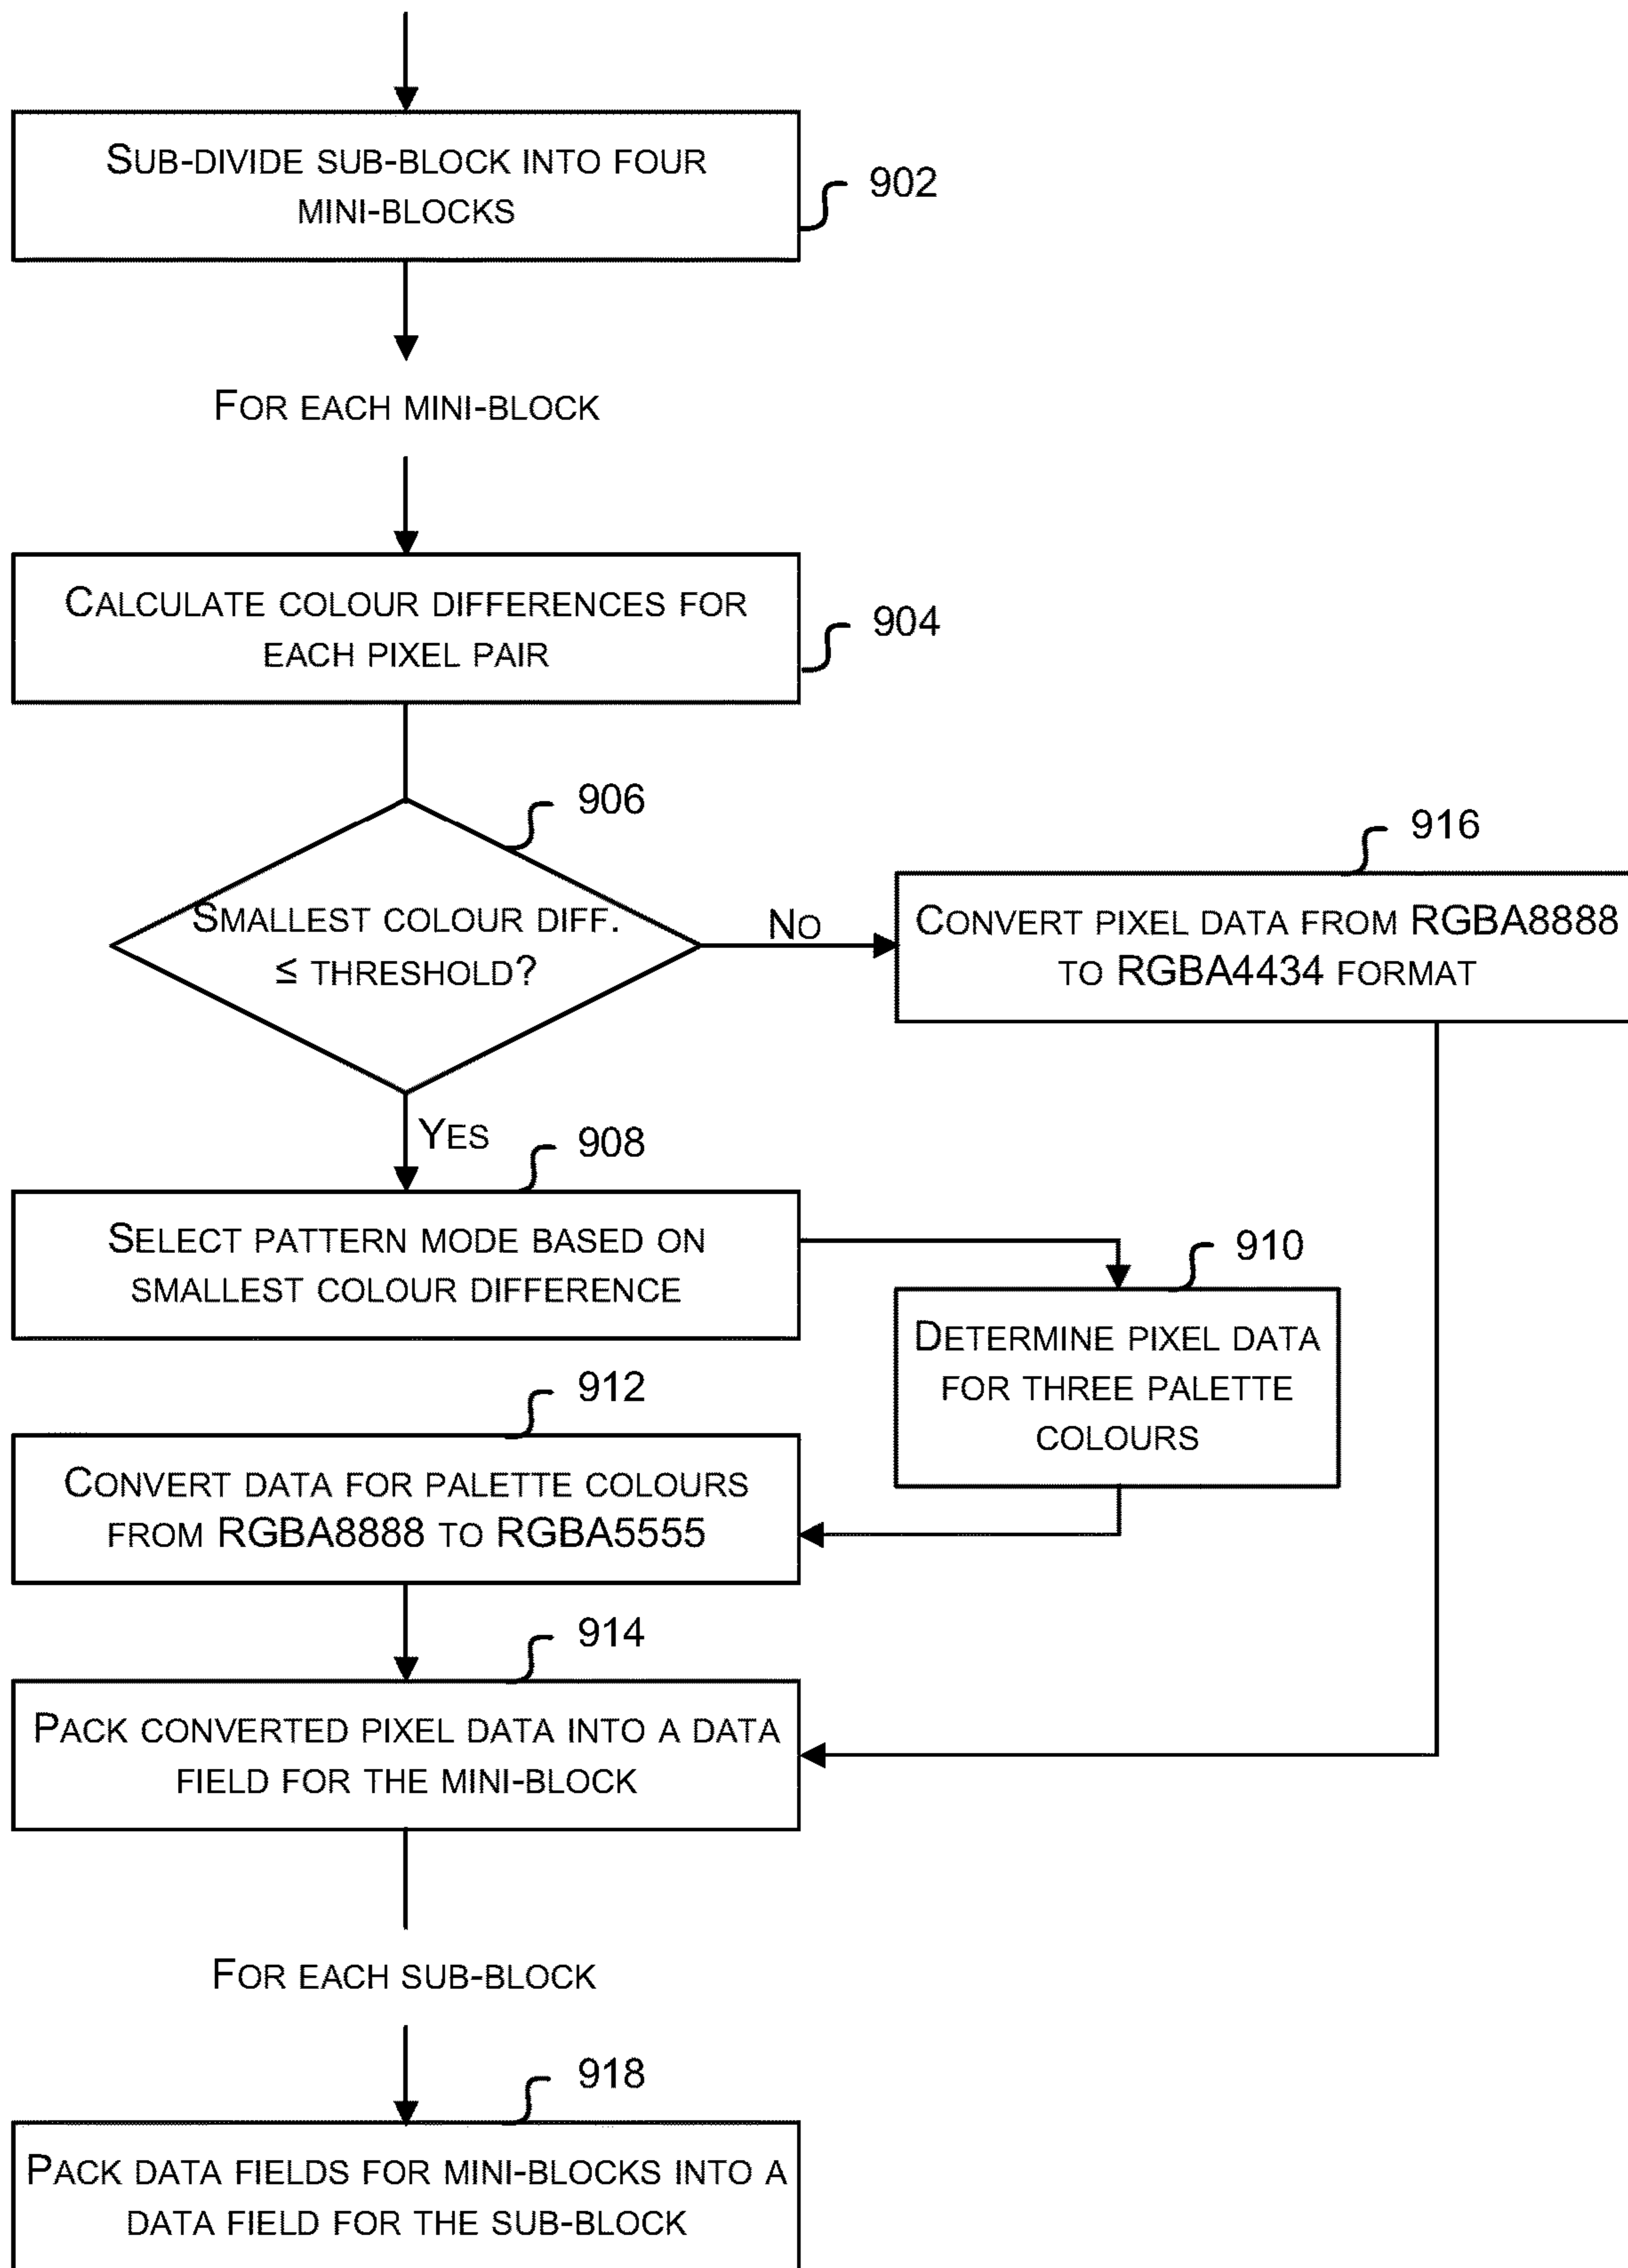 SUB-DIVIDE SUB-BLOCK INTO FOUR
MINI-BLOCKS
902
FOR EACH MINI-BLOCK
CALCULATE COLOUR DIFFERENCES FOR
EACH PIXEL PAIR
904
906
SMALLEST COLOUR DIFF.
≤ THRESHOLD?
NO
916
CONVERT PIXEL DATA FROM RGBA8888
TO RGBA4434 FORMAT
YES
908
SELECT PATTERN MODE BASED ON
SMALLEST COLOUR DIFFERENCE
910
DETERMINE PIXEL DATA
FOR THREE PALETTE
COLOURS
912
CONVERT DATA FOR PALETTE COLOURS
FROM RGBA8888 TO RGBA5555
914
PACK CONVERTED PIXEL DATA INTO A DATA
FIELD FOR THE MINI-BLOCK
FOR EACH SUB-BLOCK
918
PACK DATA FIELDS FOR MINI-BLOCKS INTO A
DATA FIELD FOR THE SUB-BLOCK